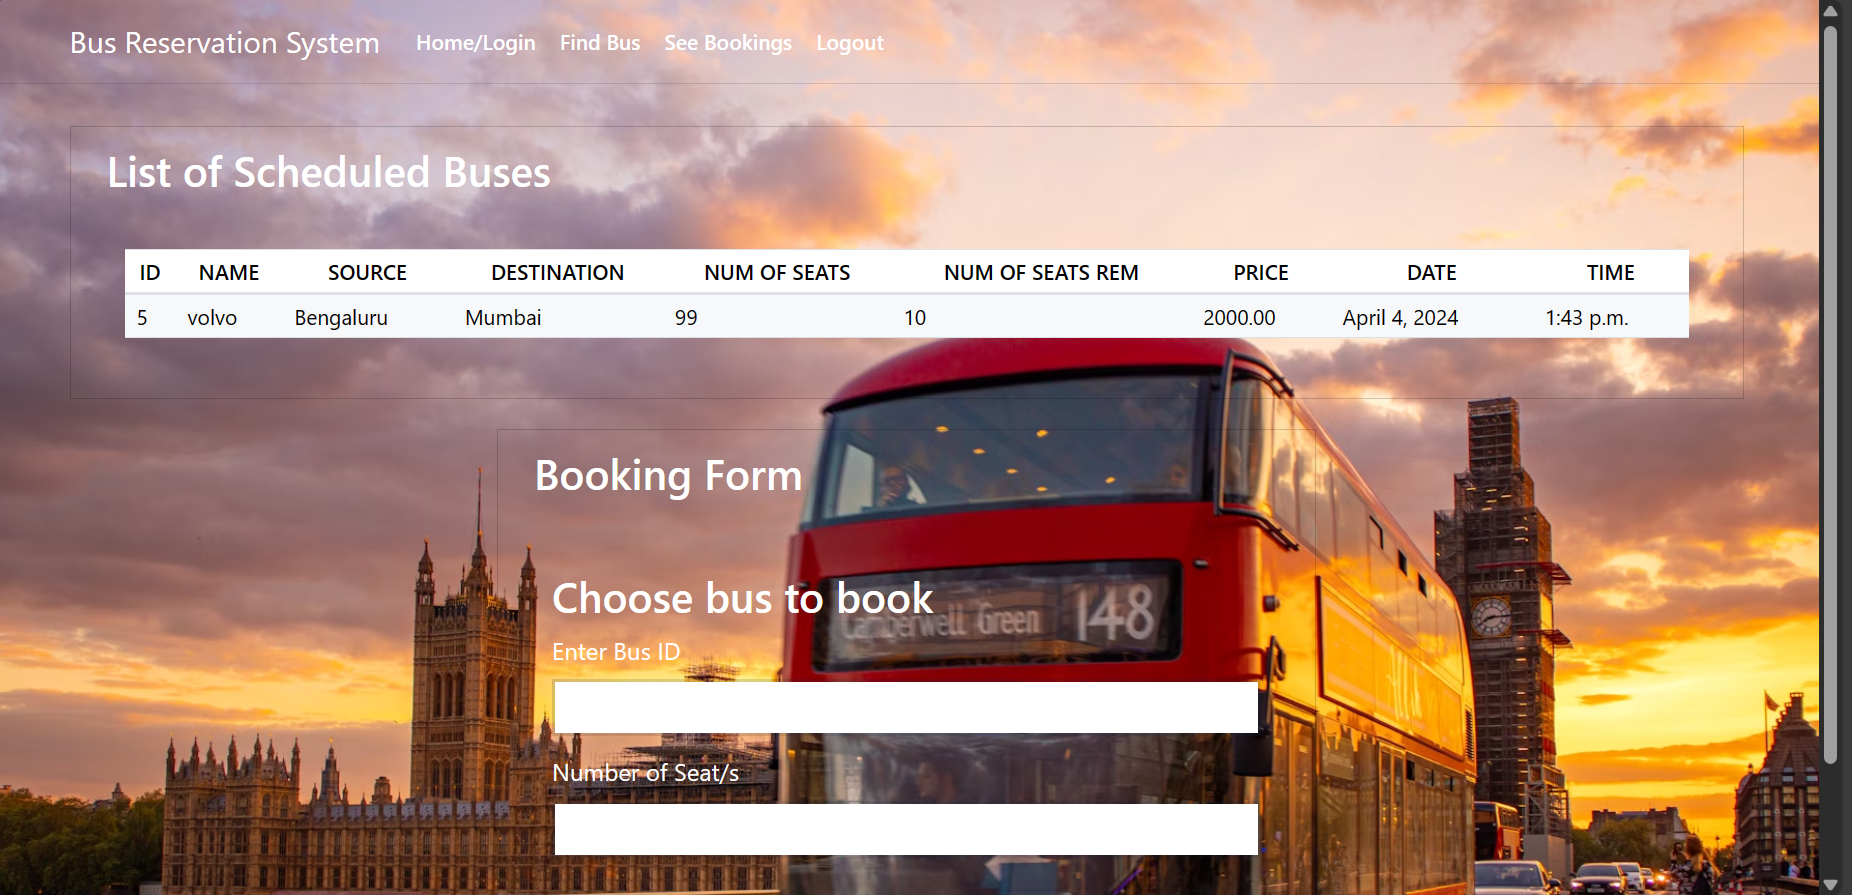 Bus Reservation System Home/Login Find Bus See Bookings Logout
List of Scheduled Buses
ID NAME SOURCE DESTINATION NUM OF SEATS NUM OF SEATS REM PRICE DATE TIME
5 volvo Bengaluru Mumbai 99 10 2000.00 April 4, 2024 1:43 p.m.
Booking Form
Choose bus to book
Camberwell Green 148
Enter Bus ID
Number of Seat/s